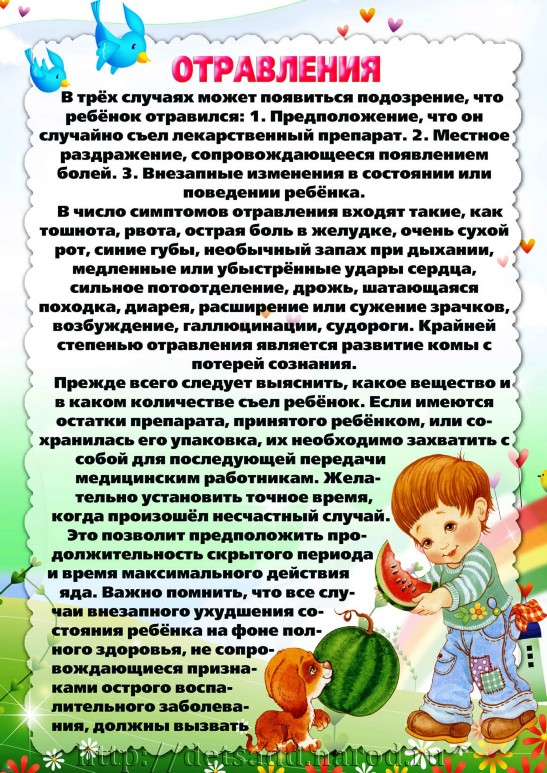 ОТРАВЛЕНИЯ
В трёх случаях может появиться подозрение, что
ребёнок отравился: 1. Предположение, что он
случайно съел лекарственный препарат. 2. Местное
раздражение, сопровождающееся появлением
болей. 3. Внезапные изменения в состоянии или
поведении ребёнка.
В число симптомов отравления входят такие, как
тошнота, рвота, острая боль в желудке, очень сухой
рот, синие губы, необычный запах при дыхании,
медленные или убыстрённые удары сердца,
сильное потоотделение, дрожь, шатающаяся
походка, диарея, расширение или сужение зрачков,
возбуждение, галлюцинации, судороги. Крайней
степенью отравления является развитие комы с
потерей сознания.
Прежде всего следует выяснить, какое вещество и
в каком количестве съел ребёнок. Если имеются
остатки препарата, принятого ребёнком, или со-
хранилась его упаковка, их необходимо захватить с
собой для последующей передачи
медицинским работникам. Жела-
тельно установить точное время,
когда произошёл несчастный случай.
Это позволит предположить про-
должительность скрытого периода
и время максимального действия
яда. Важно помнить, что все слу-
чаи внезапного ухудшения со-
стояния ребёнка на фоне пол-
ного здоровья, не сопро-
вождающиеся призна-
ками острого воспа-
лительного заболева-
ния, должны вызвать